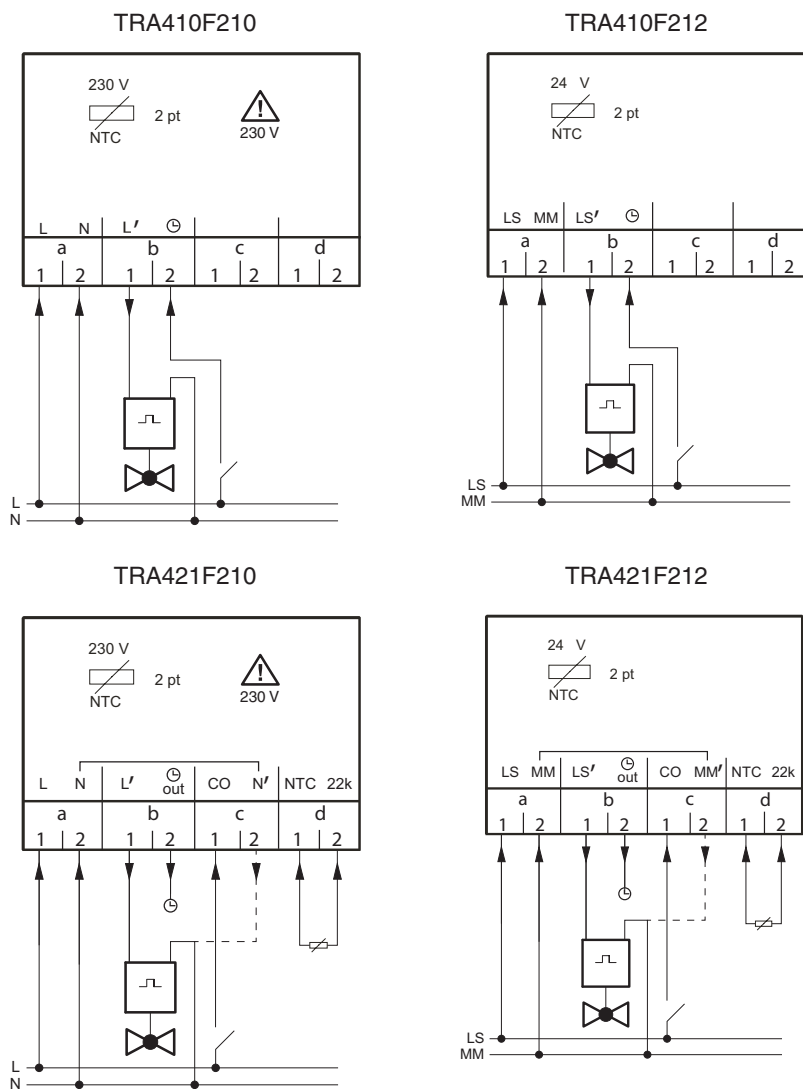 TRA410F210
230 V
2 pt
NTC
230 V
L N L' 
a b c d
1 2 1 2 1 2 1 2
L
N
TRA410F212
24 V
2 pt
NTC
LS MM LS'
a b c d
1 2 1 2 1 2 1 2
LS
MM
TRA421F210
230 V
2 pt
NTC
230 V
L N L' out CO N' NTC 22k
a b c d
1 2 1 2 1 2 1 2
L
N
TRA421F212
24 V
2 pt
NTC
LS MM LS' out CO MM' NTC 22k
a b c d
1 2 1 2 1 2 1 2
LS
MM